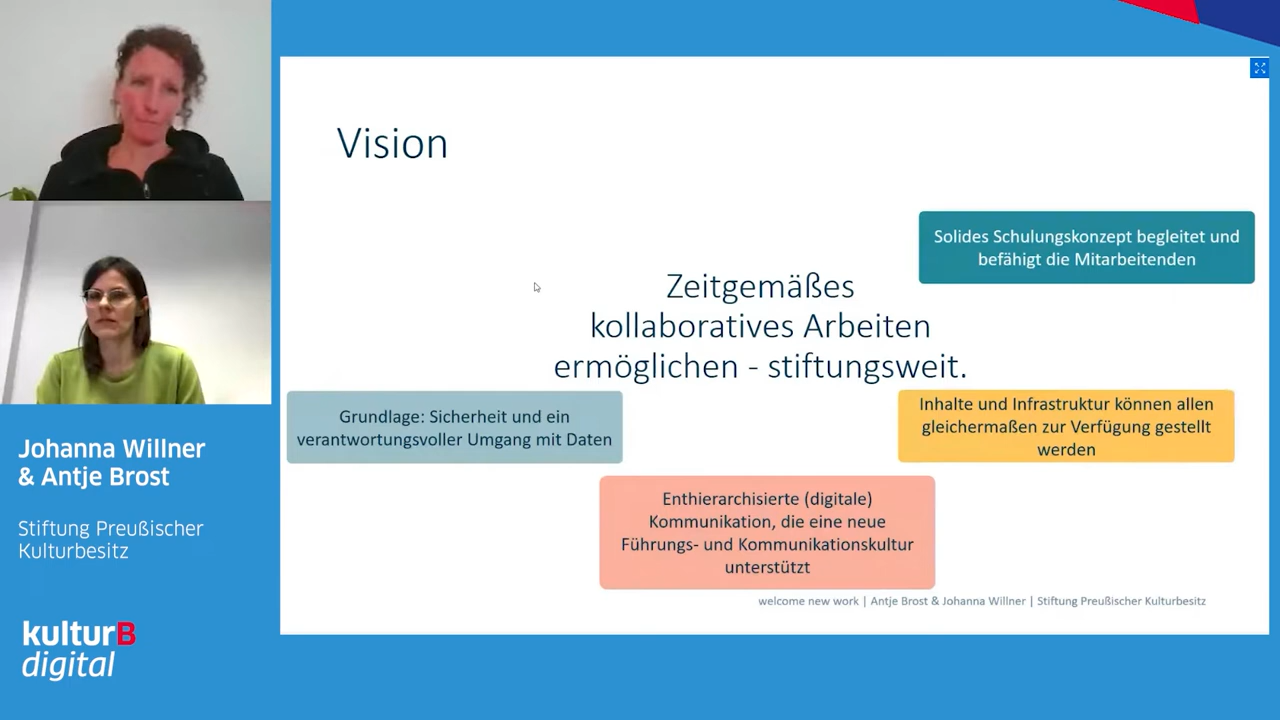 Vision
Solides Schulungskonzept begleitet und
befähigt die Mitarbeitenden
Zeitgemäßes
kollaboratives Arbeiten
ermöglichen - stiftungsweit.
Grundlage: Sicherheit und ein
verantwortungsvoller Umgang mit Daten
Inhalte und Infrastruktur können allen
gleichermaßen zur Verfügung gestellt
werden
Enthierarchisierte (digitale)
Kommunikation, die eine neue
Führungs- und Kommunikationskultur
unterstützt
welcome new work | Antje Brost & Johanna Willner | Stiftung Preußischer Kulturbesitz
Johanna Willner
& Antje Brost
Stiftung Preußischer
Kulturbesitz
kulturB
digital